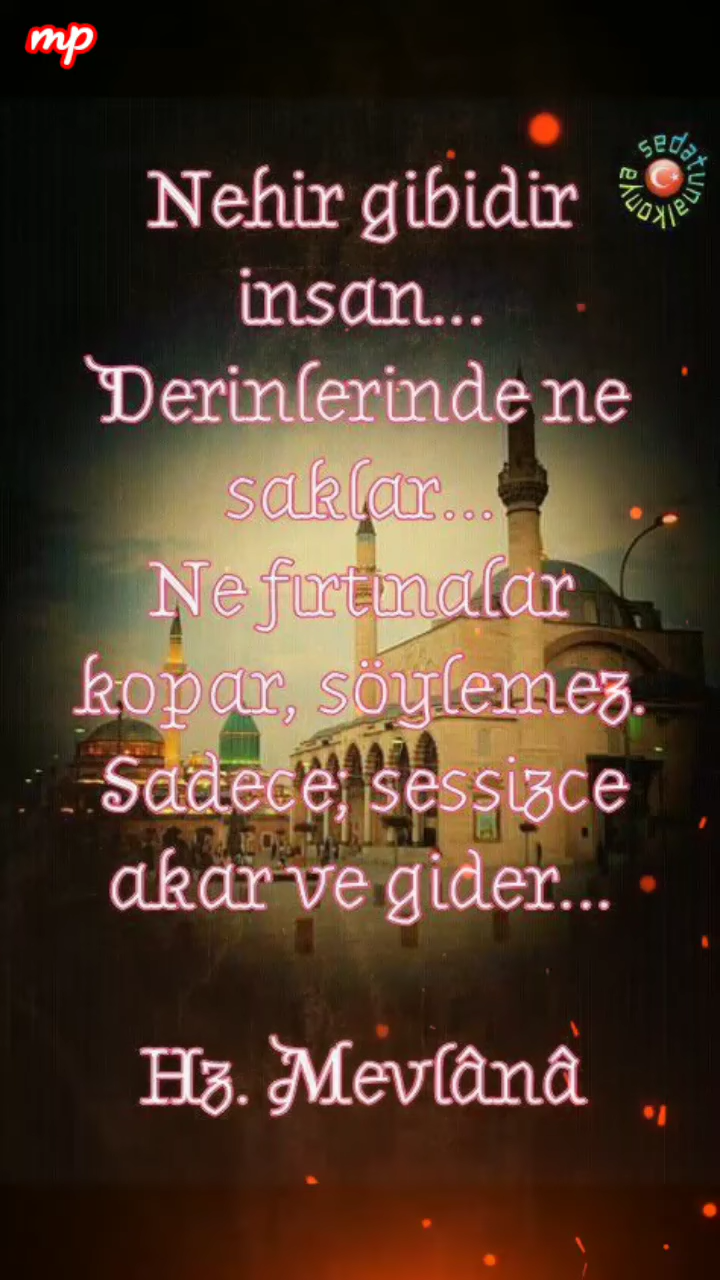 mp
sedatunalkonya
Nehir gibidir
insan...
Derinlerinde ne
saklar...
Ne fırtınalar
kopar, söylemez.
Sadece; sessizce
akar ve gider...
Hz. Mevlânâ